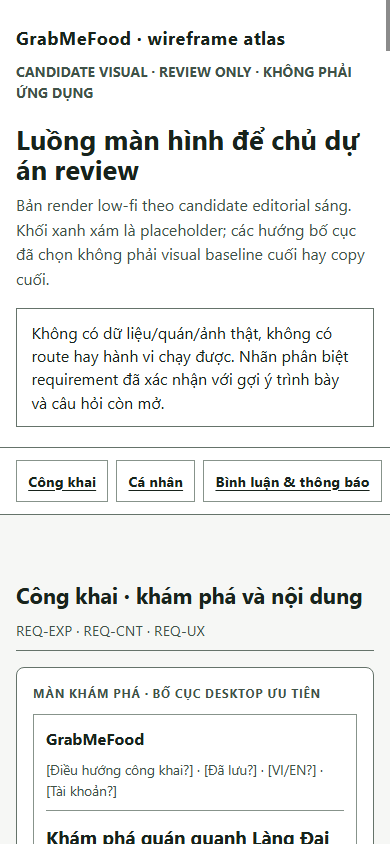 GrabMeFood · wireframe atlas
CANDIDATE VISUAL · REVIEW ONLY · KHÔNG PHẢI
ỨNG DỤNG
Luồng màn hình để chủ dự
án review
Bản render low-fi theo candidate editorial sáng.
Khối xanh xám là placeholder; các hướng bố cục
đã chọn không phải visual baseline cuối hay copy
cuối.
Không có dữ liệu/quán/ảnh thật, không có
route hay hành vi chạy được. Nhãn phân biệt
requirement đã xác nhận với gợi ý trình bày
và câu hỏi còn mở.
Công khai
Cá nhân
Bình luận & thông báo
Công khai · khám phá và nội dung
REQ-EXP · REQ-CNT · REQ-UX
MÀN KHÁM PHÁ · BỐ CỤC DESKTOP ƯU TIÊN
GrabMeFood
[Điều hướng công khai?] · [Đã lưu?] · [VI/EN?] ·
[Tài khoản?]
Khám phá quán quanh Làng Đại